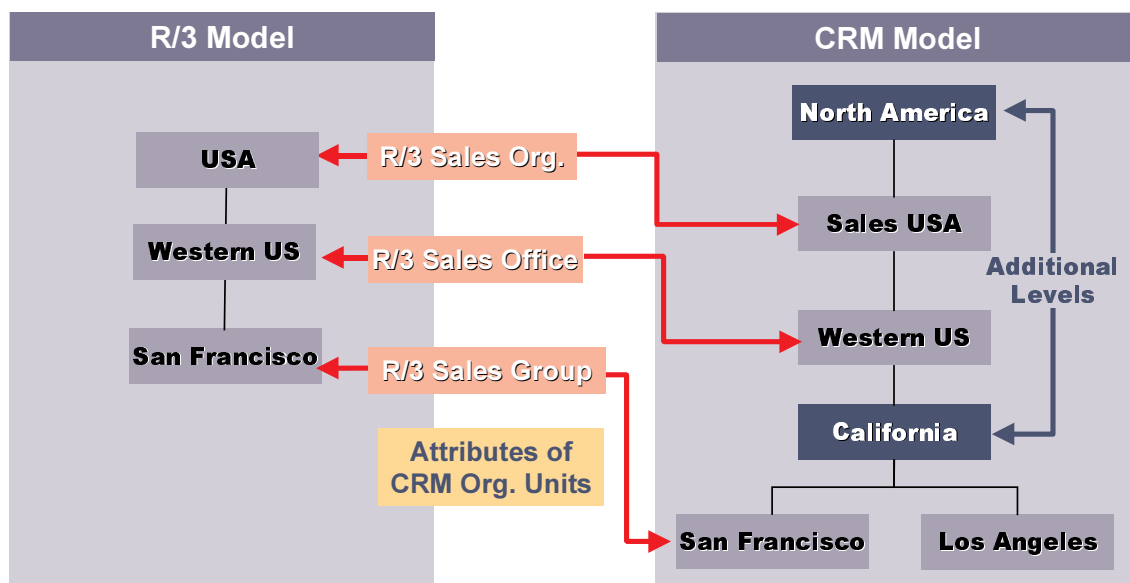 R/3 Model
CRM Model
North America
USA
R/3 Sales Org.
Sales USA
Western US
R/3 Sales Office
Additional
Levels
Western US
San Francisco
R/3 Sales Group
California
Attributes of
CRM Org. Units
San Francisco
Los Angeles